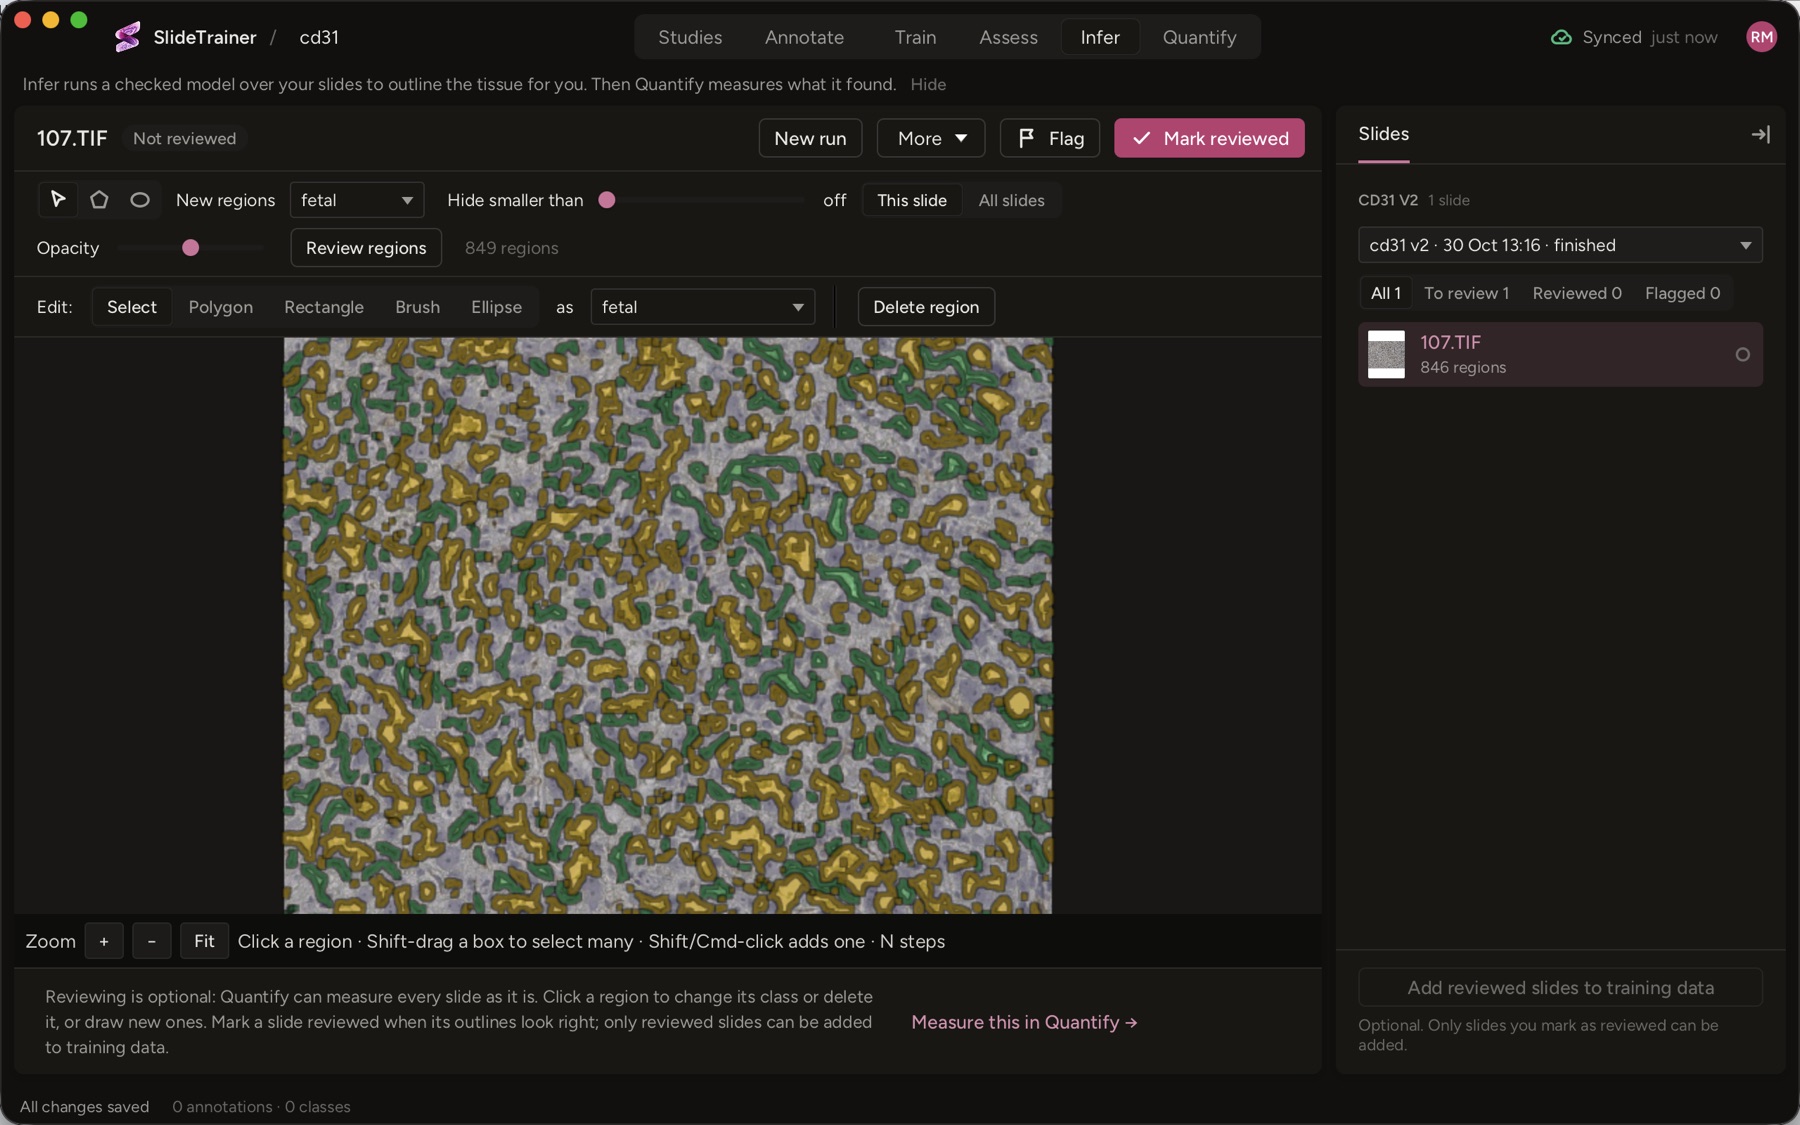 SlideTrainer / cd31
Studies Annotate Train Assess Infer Quantify
Synced just now
RM
Infer runs a checked model over your slides to outline the tissue for you. Then Quantify measures what it found. Hide
107.TIF Not reviewed
New run More Flag Mark reviewed
New regions fetal Hide smaller than off This slide All slides
Opacity Review regions 849 regions
Edit: Select Polygon Rectangle Brush Ellipse as fetal Delete region
Zoom + - Fit Click a region · Shift-drag a box to select many · Shift/Cmd-click adds one · N steps
Reviewing is optional: Quantify can measure every slide as it is. Click a region to change its class or delete
it, or draw new ones. Mark a slide reviewed when its outlines look right; only reviewed slides can be added
to training data.
Measure this in Quantify →
Slides
CD31 V2 1 slide
cd31 v2 · 30 Oct 13:16 · finished
All 1 To review 1 Reviewed 0 Flagged 0
107.TIF
846 regions
Add reviewed slides to training data
Optional. Only slides you mark as reviewed can be
added.
All changes saved 0 annotations · 0 classes